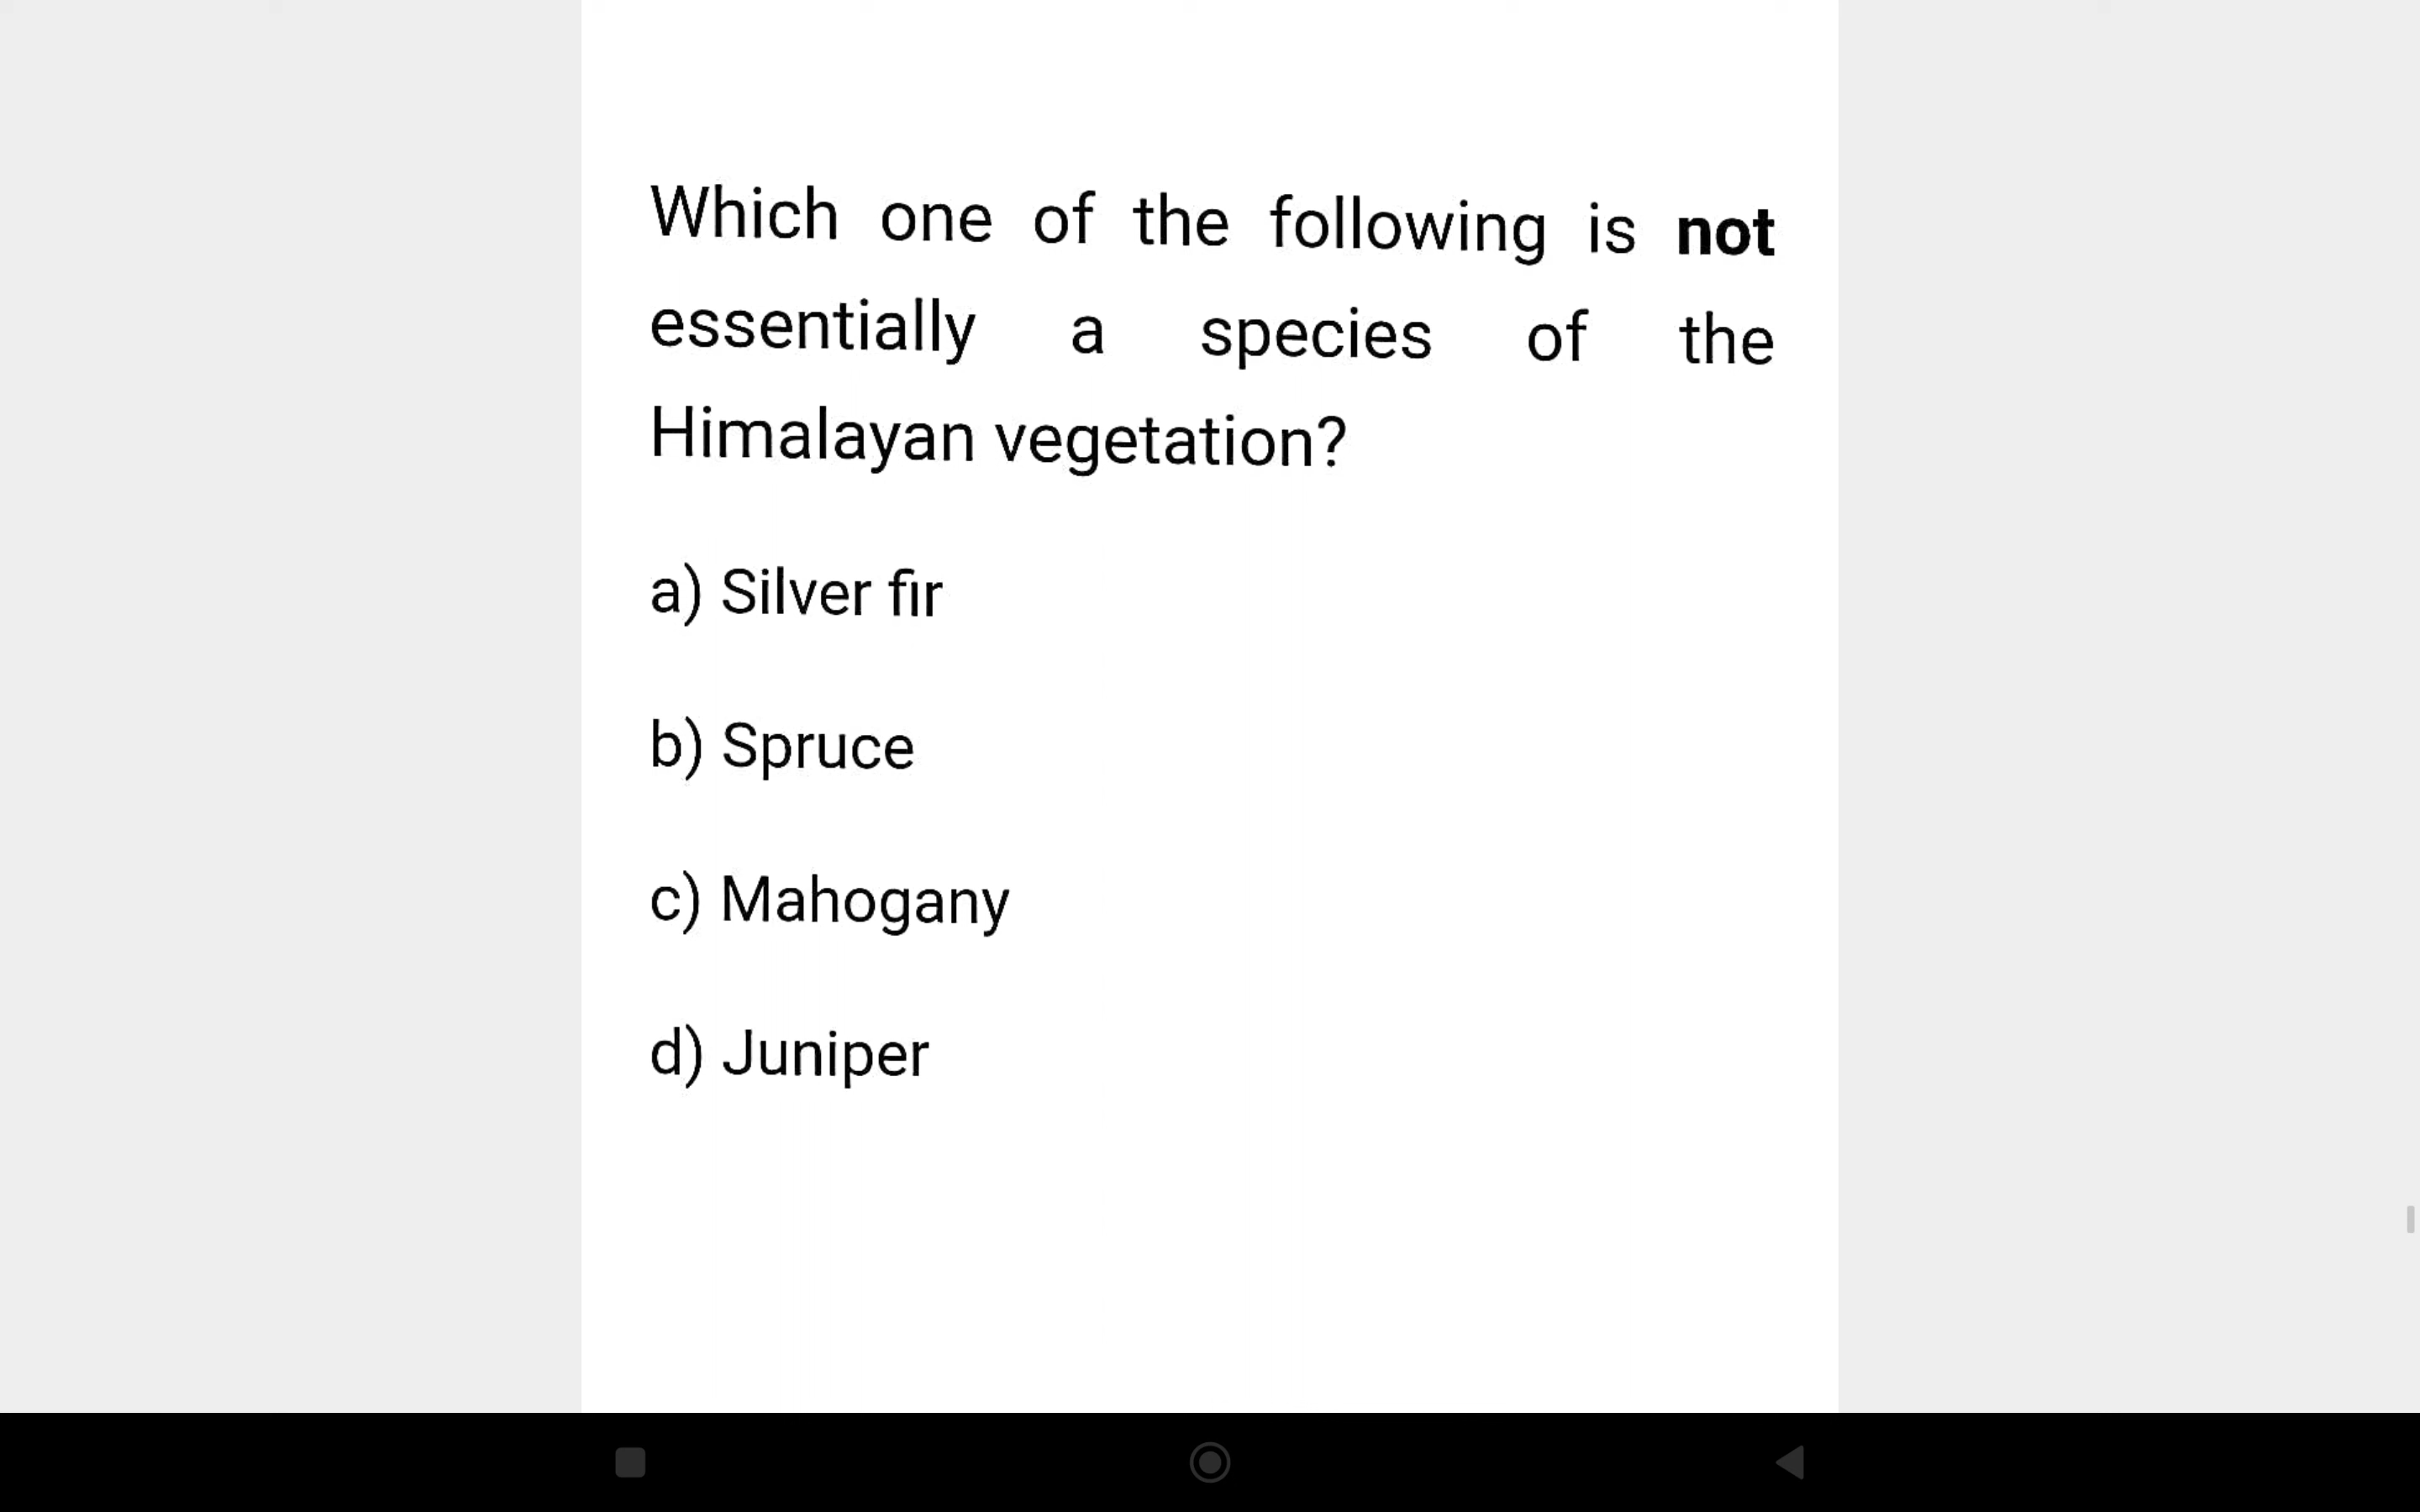 Which one of the following is not
essentially a species of the
Himalayan vegetation?
a) Silver fir
b) Spruce
c) Mahogany
d) Juniper